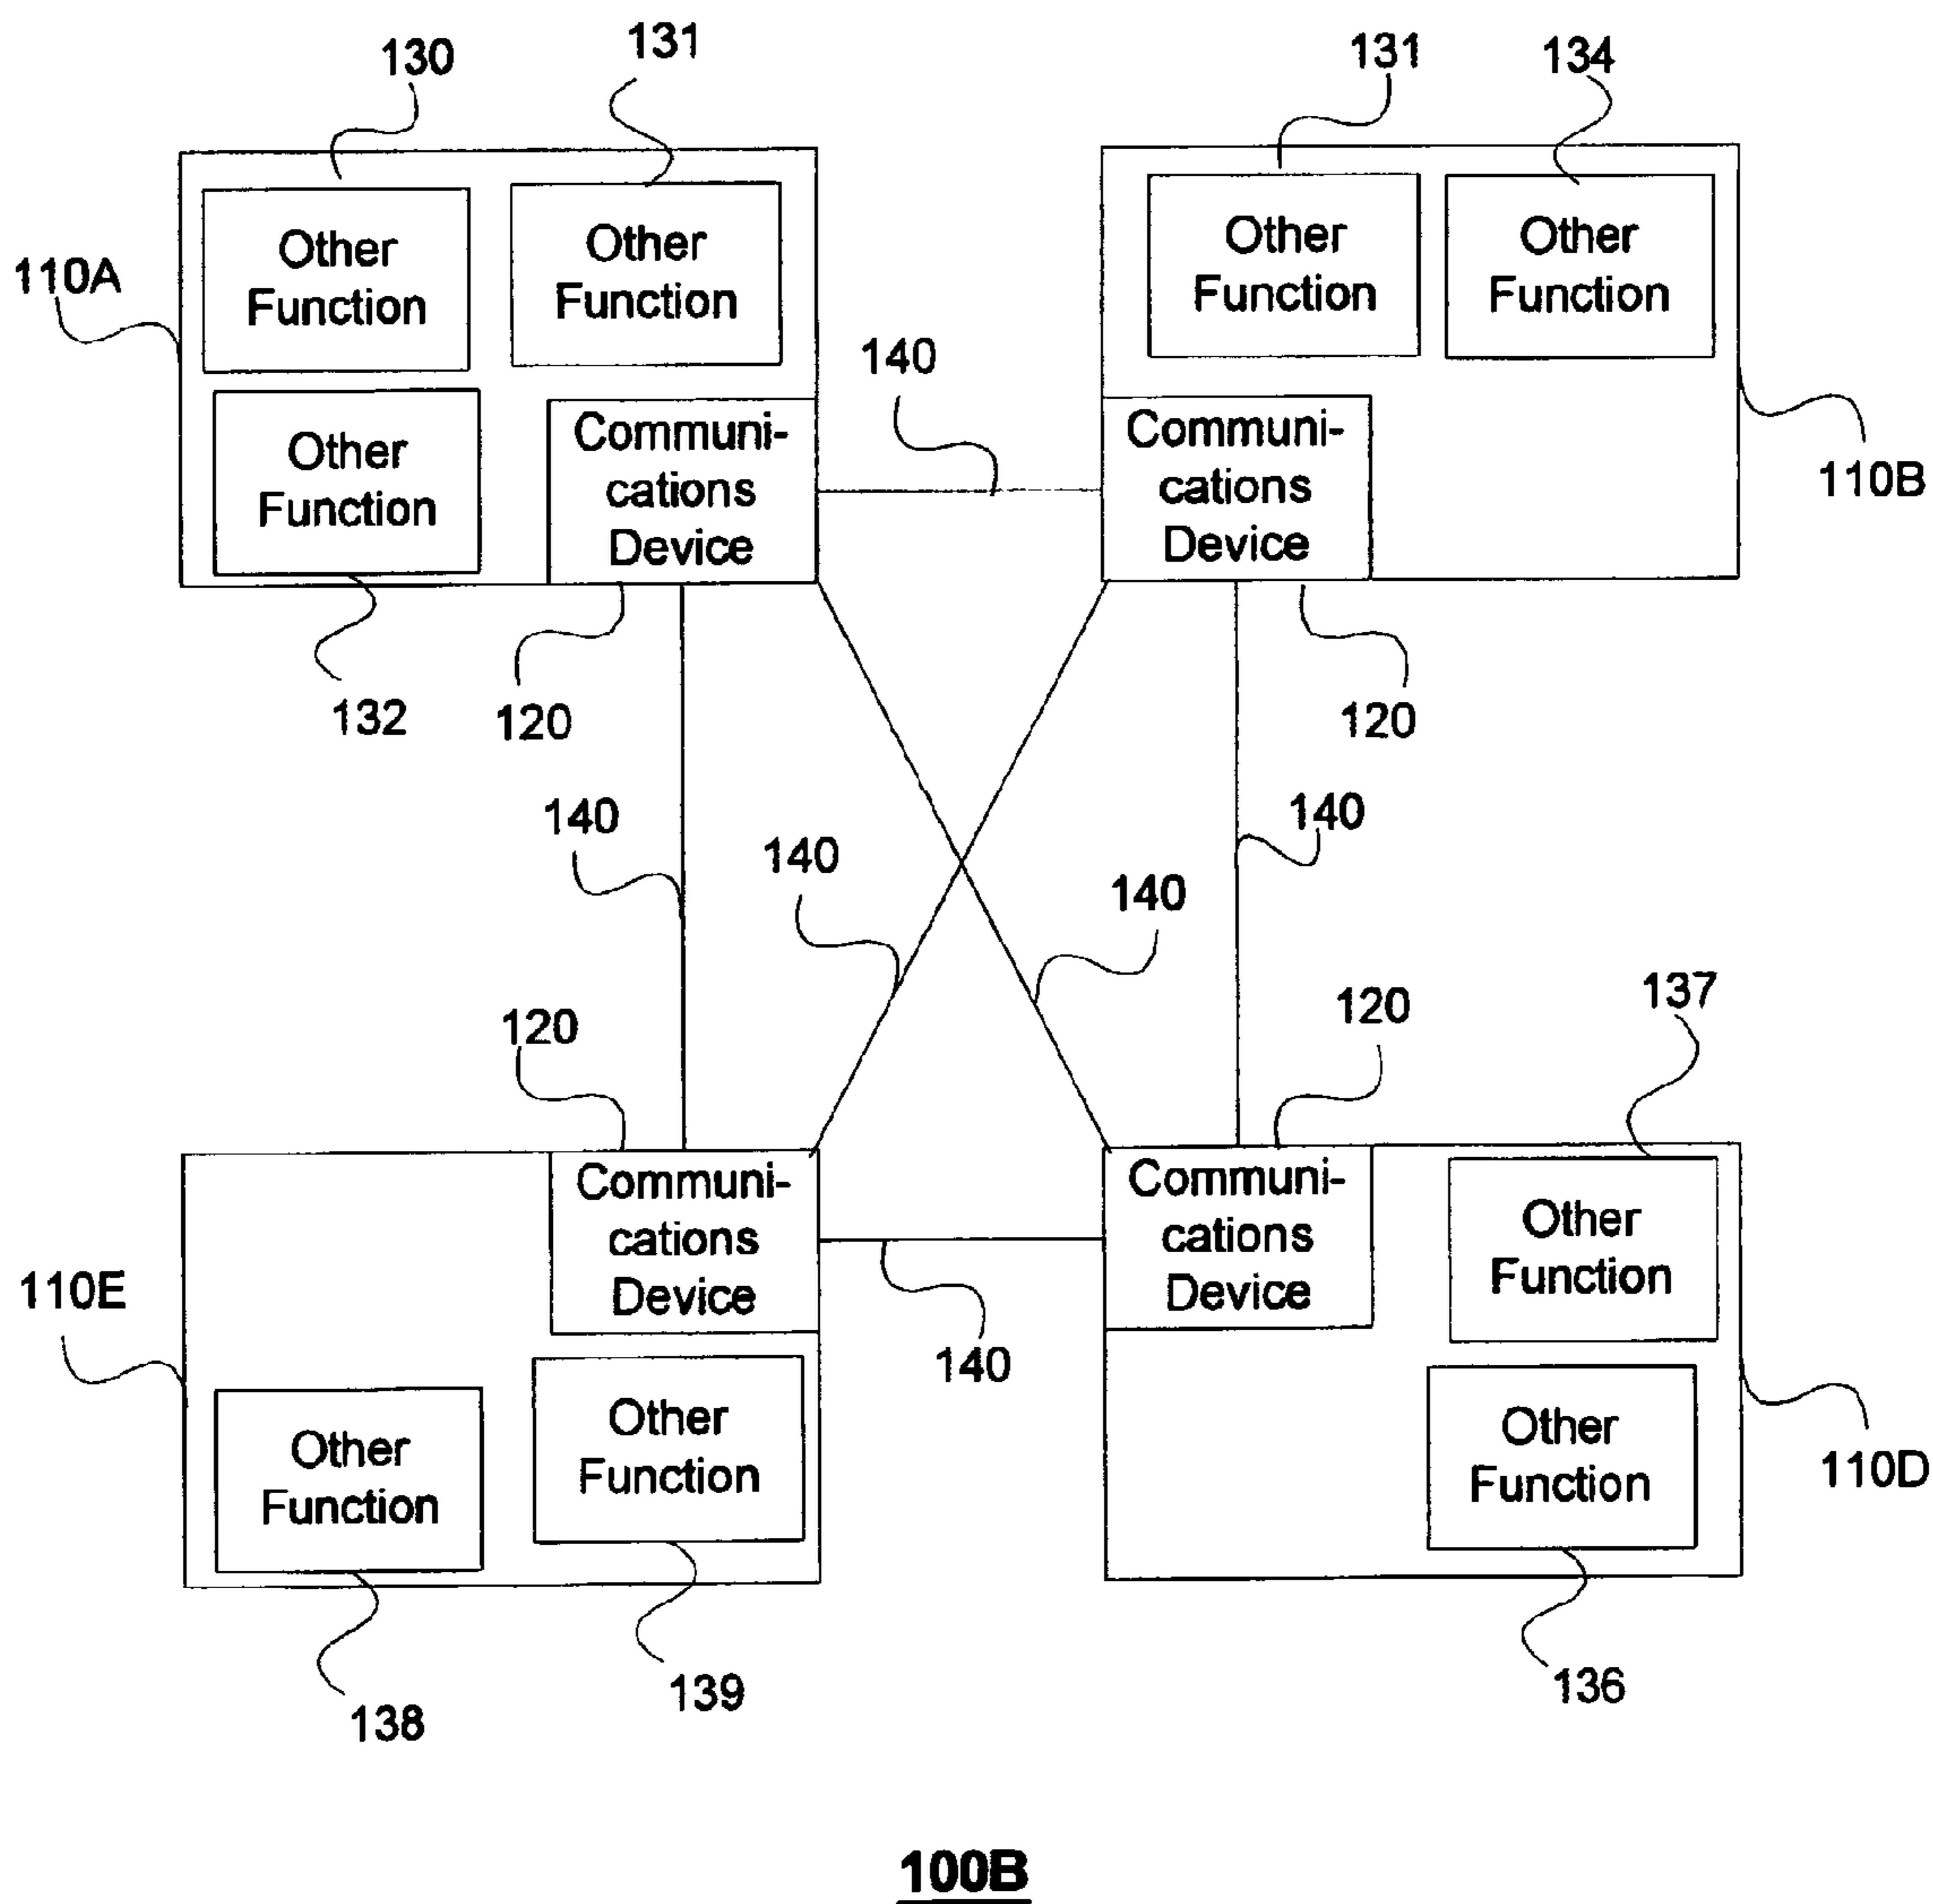 130
131
131
134
Other
Function
Other
Function
Other
Function
Other
Function
110A
140
Other
Function
Communi-
cations
Device
Communi-
cations
Device
110B
132
120
120
140
140
140
140
120
120
137
Communi-
cations
Device
Communi-
cations
Device
Other
Function
110E
140
Other
Function
Other
Function
Other
Function
110D
138
139
136
100B